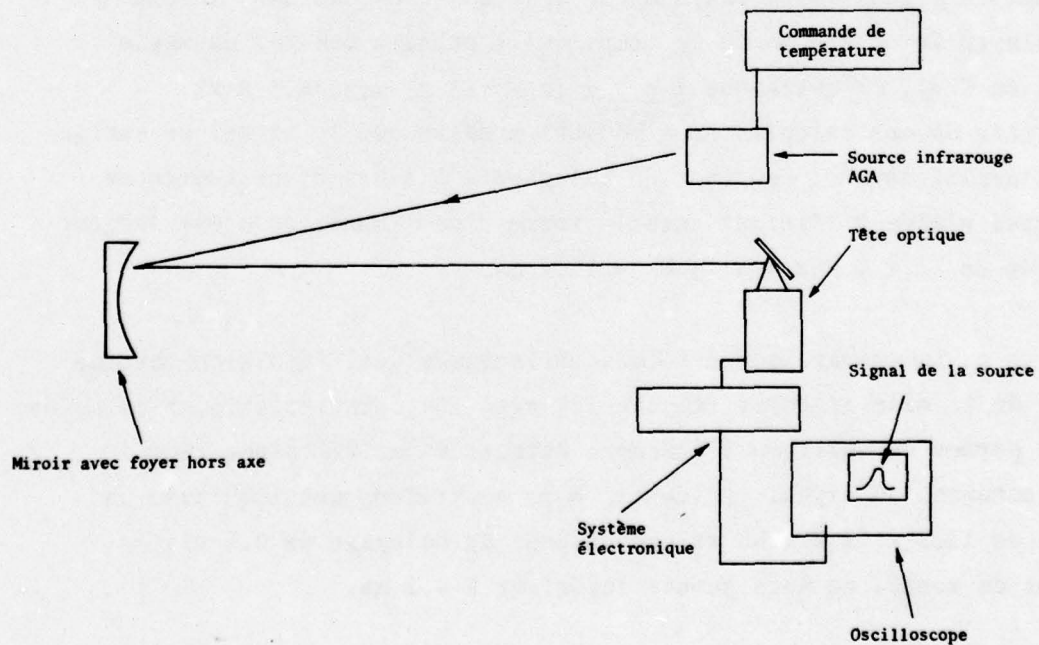 Commande de
température
Source infrarouge
AGA
Tête optique
Signal de la source
Miroir avec foyer hors axe
Système
électronique
Oscilloscope